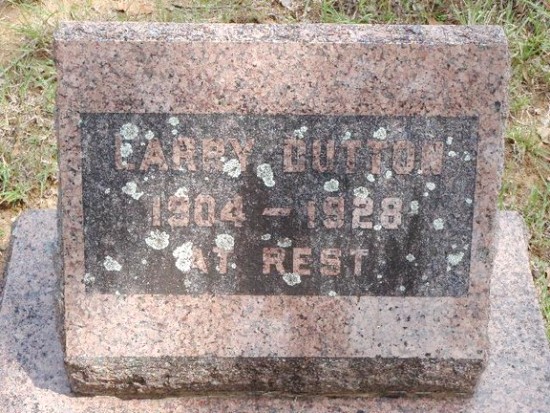 LARRY DUTTON
1904 - 1928
AT REST